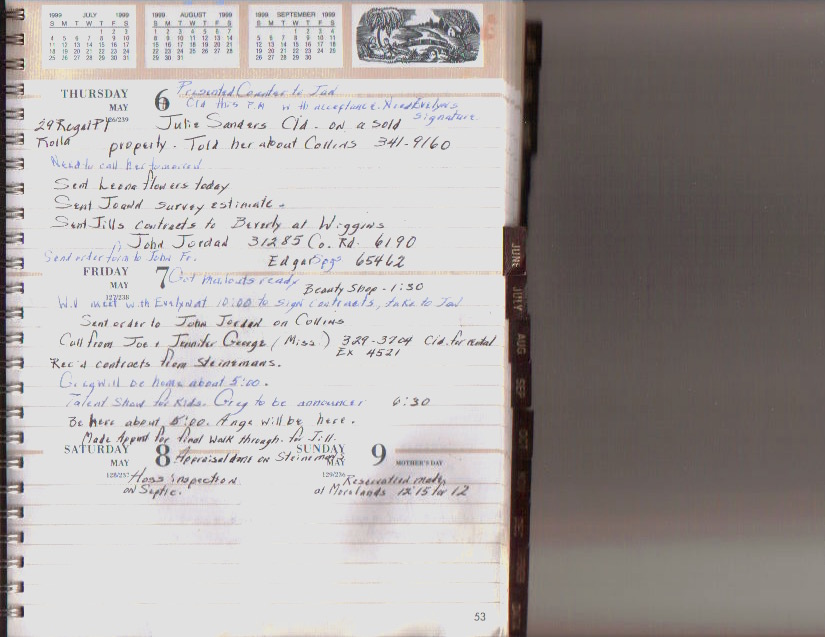 1999 JULY 1999
S M T W T F S
1 2 3
4 5 6 7 8 9 10
11 12 13 14 15 16 17
18 19 20 21 22 23 24
25 26 27 28 29 30 31
1999 AUGUST 1999
S M T W T F S
1 2 3 4 5 6 7
8 9 10 11 12 13 14
15 16 17 18 19 20 21
22 23 24 25 26 27 28
29 30 31
1999 SEPTEMBER 1999
S M T W T F S
1 2 3 4
5 6 7 8 9 10 11
12 13 14 15 16 17 18
19 20 21 22 23 24 25
26 27 28 29 30
THURSDAY 6 Presented Counter to Jan
MAY Cld this P.M with acceptance. Need Evelyns
signature
126/239
29 Regal Pl Julie Sanders Cld. on a sold
Rolla property. Told her about Collins 341-9160
Need to call her tomorrow
Sent Leona flowers today
Sent Joann survey estimate
Sent Jills contracts to Beverly at Wiggins
" John Jordan 31285 Co. Rd. 6190
Send order form to John Fr. Edgar Spgs 65462
FRIDAY 7 Got mailouts ready
MAY Beauty Shop - 1:30
127/238
Will meet with Evelyn at 10:00 to sign contracts, take to Jan
Sent order to John Jordan on Collins
Call from Joe & Jennifer George (Miss.) 329-3704 Cld. for rental
Ex 4521
Rec'd contracts from Steinemans.
Greg will be home about 5:00.
Talent Show for Kids. Greg to be announcer 6:30
Be here about 5:00. Ange will be here.
Made Appmt for final walk through. for Jill.
SATURDAY 8 Appraisal done on Steinemans
MAY
128/237 Hoss inspection
on Septic.
SUNDAY 9 MOTHER'S DAY
MAY
129/236 Reservation made
at Morelands 12:15 for 12
JUNE
JULY
AUG
SEP
OCT
53